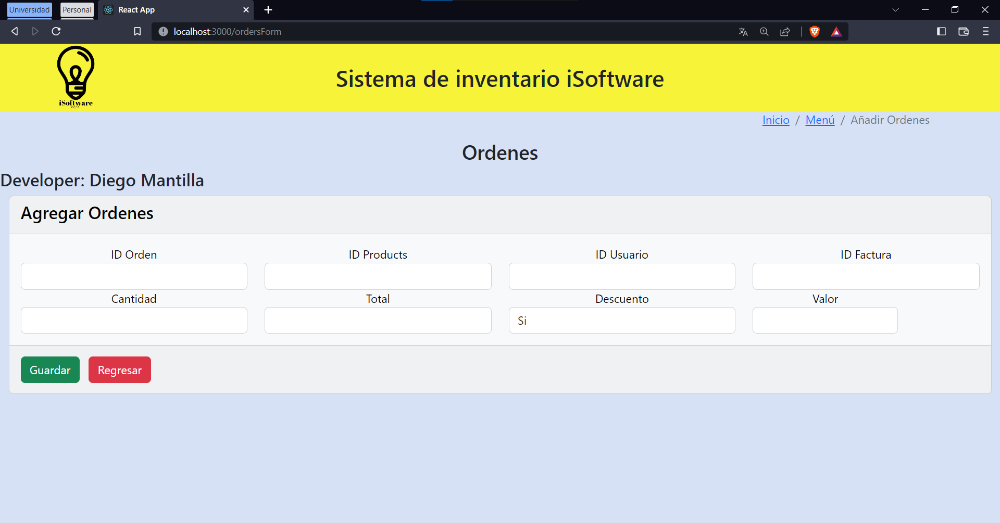 Universidad Personal React App
localhost:3000/ordersForm
iSoftware
Sistema de inventario iSoftware
Inicio / Menú / Añadir Ordenes
Ordenes
Developer: Diego Mantilla
Agregar Ordenes
ID Orden ID Products ID Usuario ID Factura
Cantidad Total Descuento Valor
Si
Guardar Regresar